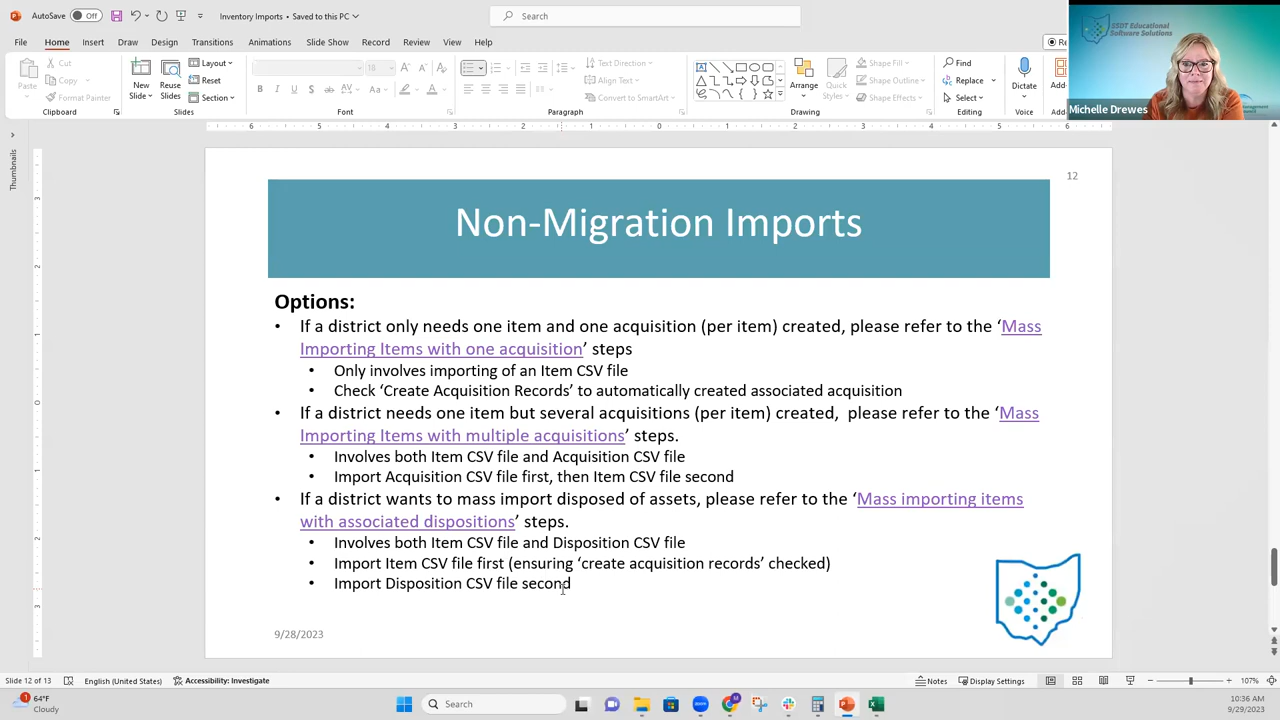 AutoSave
Off
Inventory Imports • Saved to this PC
Search
File
Home
Insert
Draw
Design
Transitions
Animations
Slide Show
Record
Review
View
Help
Paste
Cut
Copy
Format Painter
Clipboard
New
Slide
Reuse
Slides
Layout
Reset
Section
Slides
18
Font
Text Direction
Align Text
Convert to SmartArt
Paragraph
Arrange
Quick
Styles
Shape Fill
Shape Outline
Shape Effects
Drawing
Find
Replace
Select
Editing
Dictate
Voice
SSDT Educational
Software Solutions
Michelle Drewes
Thumbnails
12
Non-Migration Imports
Options:
• If a district only needs one item and one acquisition (per item) created, please refer to the ‘Mass
Importing Items with one acquisition’ steps
• Only involves importing of an Item CSV file
• Check ‘Create Acquisition Records’ to automatically created associated acquisition
• If a district needs one item but several acquisitions (per item) created,  please refer to the ‘Mass
Importing Items with multiple acquisitions’ steps.
• Involves both Item CSV file and Acquisition CSV file
• Import Acquisition CSV file first, then Item CSV file second
• If a district wants to mass import disposed of assets, please refer to the ‘Mass importing items
with associated dispositions’ steps.
• Involves both Item CSV file and Disposition CSV file
• Import Item CSV file first (ensuring ‘create acquisition records’ checked)
• Import Disposition CSV file second
9/28/2023
Slide 12 of 13
English (United States)
Accessibility: Investigate
Notes
Display Settings
107%
1
64°F
Cloudy
Search
10:36 AM
9/29/2023